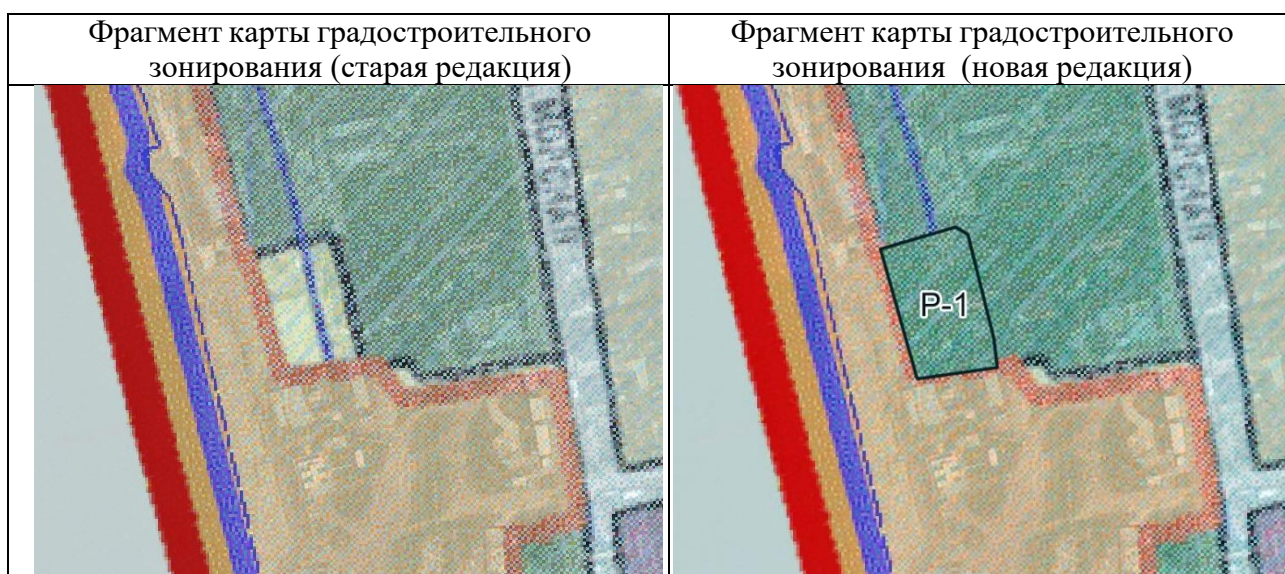 Фрагмент карты градостроительного
зонирования (старая редакция)
Фрагмент карты градостроительного
зонирования (новая редакция)
Р-1